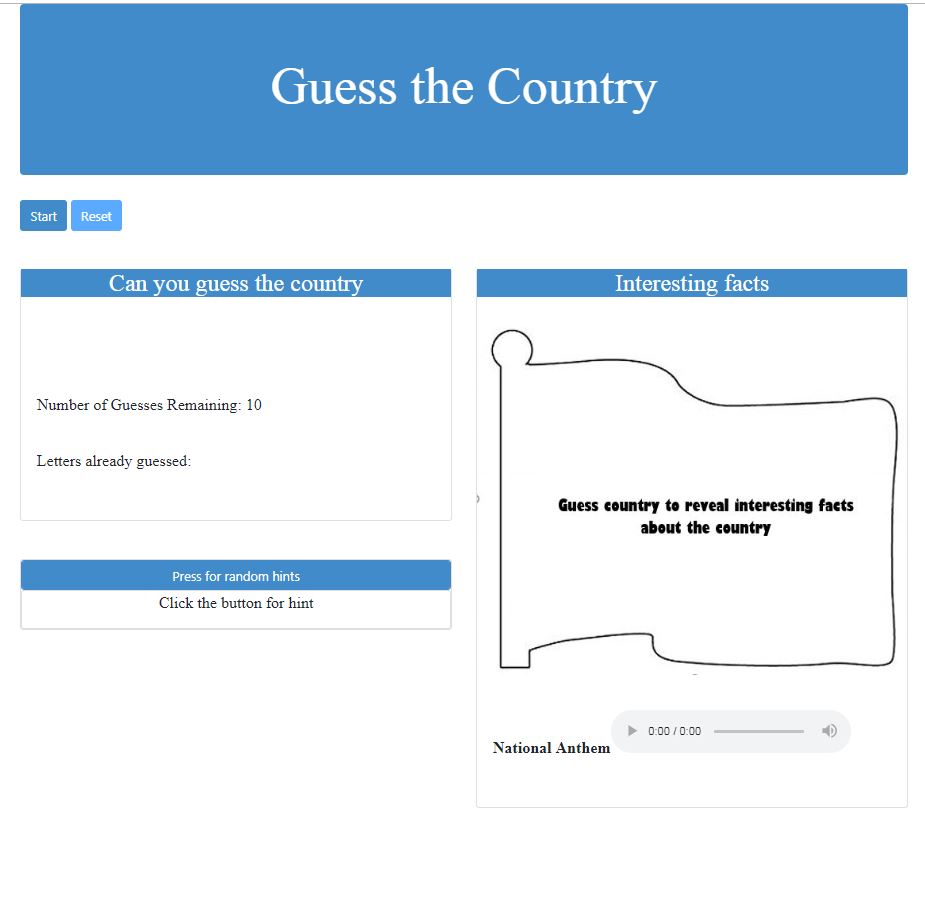 Guess the Country
Start
Reset
Can you guess the country
Number of Guesses Remaining: 10
Letters already guessed:
Press for random hints
Click the button for hint
Interesting facts
Guess country to reveal interesting facts
about the country
National Anthem
0:00 / 0:00